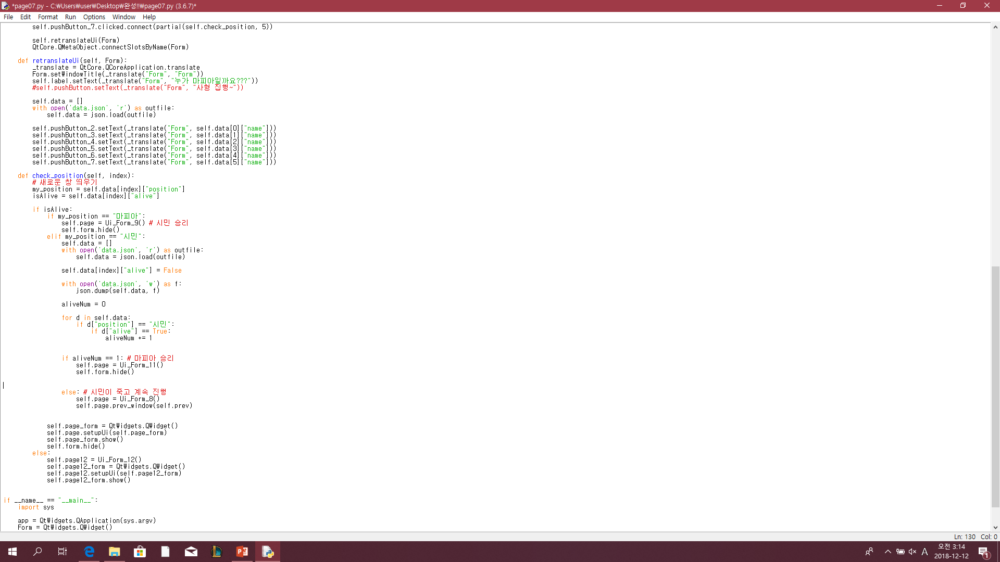 *page07.py - C:₩Users₩user₩Desktop₩완성!!₩page07.py (3.6.7)*
File Edit Format Run Options Window Help
self.pushButton_7.clicked.connect(partial(self.check_position, 5))
self.retranslateUi(Form)
QtCore.QMetaObject.connectSlotsByName(Form)
def retranslateUi(self, Form):
_translate = QtCore.QCoreApplication.translate
Form.setWindowTitle(_translate("Form", "Form"))
self.label.setText(_translate("Form", "누가 마피아일까요???"))
#self.pushButton.setText(_translate("Form", "사형 집행~"))
self.data = []
with open('data.json', 'r') as outfile:
self.data = json.load(outfile)
self.pushButton_2.setText(_translate("Form", self.data[0]["name"]))
self.pushButton_3.setText(_translate("Form", self.data[1]["name"]))
self.pushButton_4.setText(_translate("Form", self.data[2]["name"]))
self.pushButton_5.setText(_translate("Form", self.data[3]["name"]))
self.pushButton_6.setText(_translate("Form", self.data[4]["name"]))
self.pushButton_7.setText(_translate("Form", self.data[5]["name"]))
def check_position(self, index):
# 새로운 창 띄우기
my_position = self.data[index]["position"]
isAlive = self.data[index]["alive"]
if isAlive:
if my_position == "마피아":
self.page = Ui_Form_9() # 시민 승리
self.form.hide()
elif my_position == "시민":
self.data = []
with open('data.json', 'r') as outfile:
self.data = json.load(outfile)
self.data[index]["alive"] = False
with open('data.json', 'w') as f:
json.dump(self.data, f)
aliveNum = 0
for d in self.data:
if d["position"] == "시민":
if d["alive"] == True:
aliveNum += 1
if aliveNum == 1: # 마피아 승리
self.page = Ui_Form_11()
self.form.hide()
else: # 시민이 죽고 계속 진행
self.page = Ui_Form_8()
self.page.prev_window(self.prev)
self.page_form = QtWidgets.QWidget()
self.page.setupUi(self.page_form)
self.page_form.show()
self.form.hide()
else:
self.page12 = Ui_Form_12()
self.page12_form = QtWidgets.QWidget()
self.page12.setupUi(self.page12_form)
self.page12_form.show()
if __name__ == "__main__":
import sys
app = QtWidgets.QApplication(sys.argv)
Form = QtWidgets.QWidget()
Ln: 130 Col: 0
A
오전 3:14
2018-12-12
1